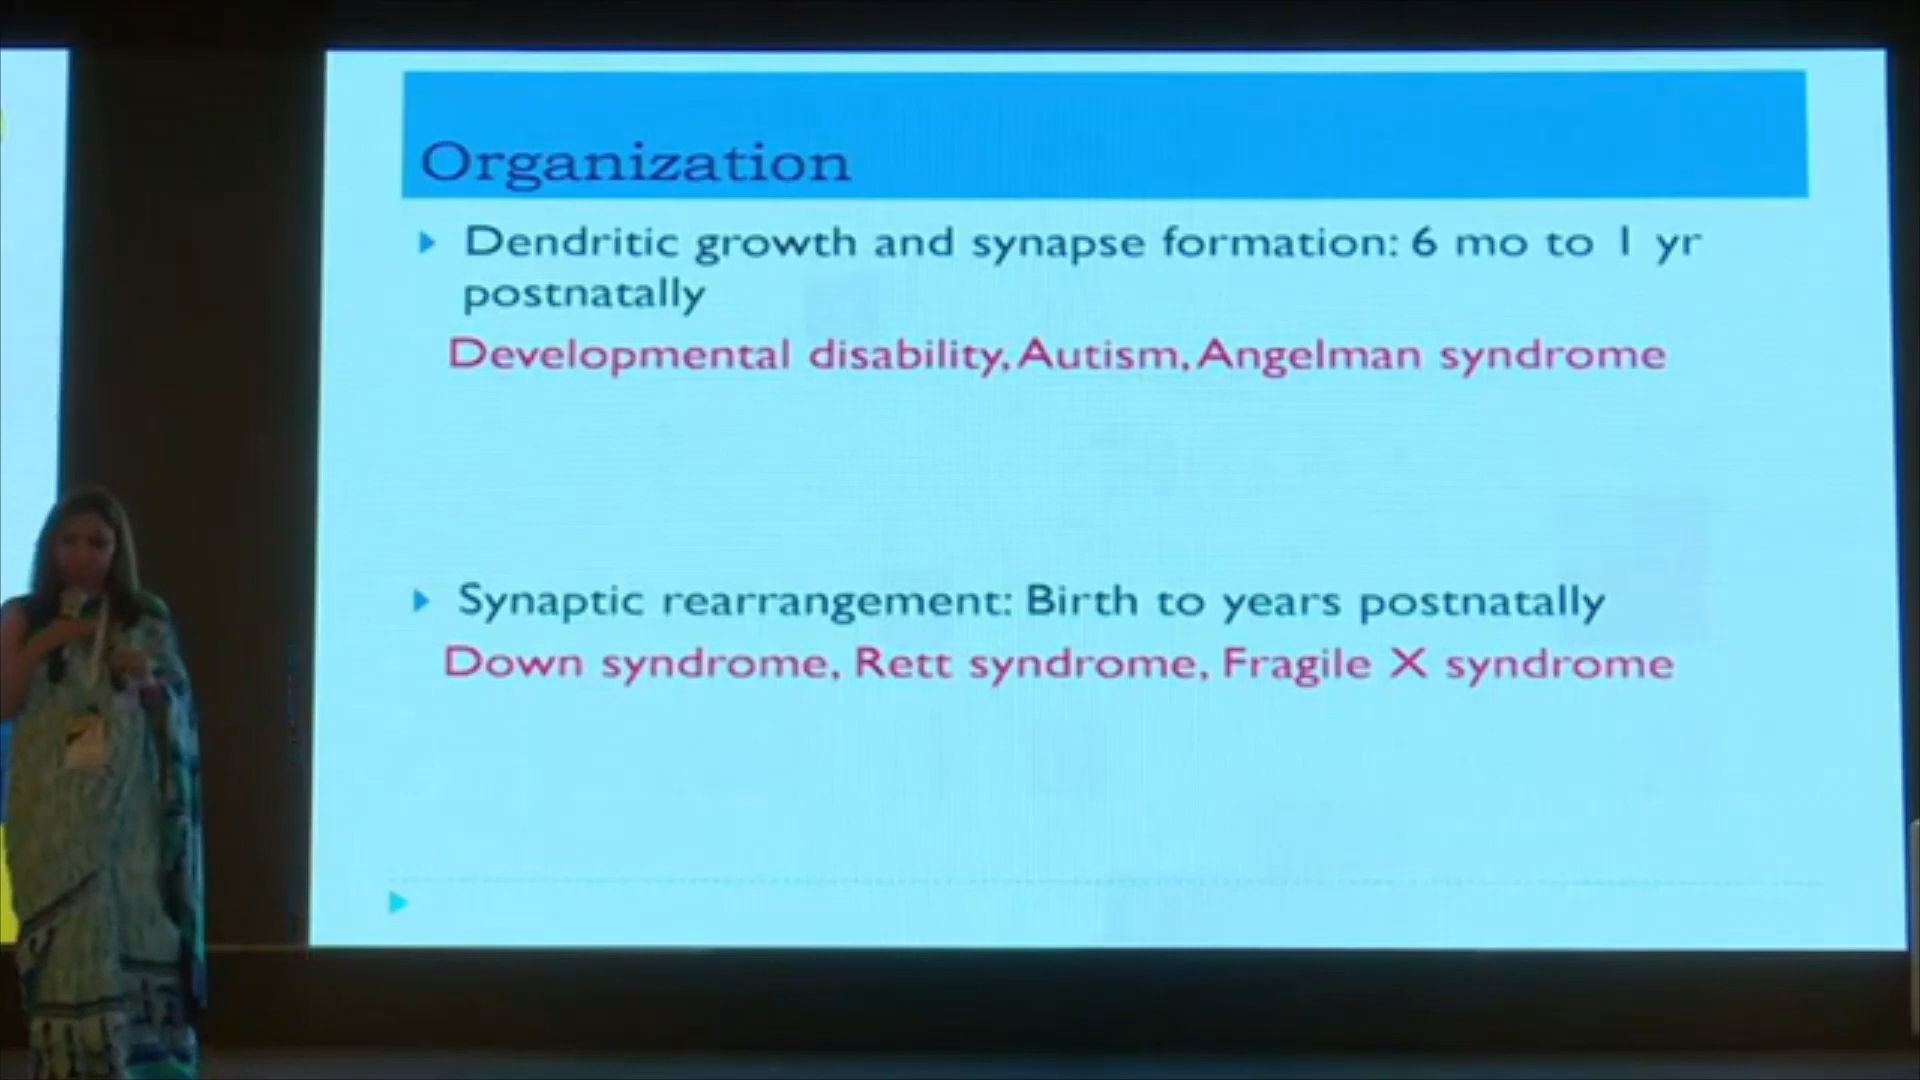 Organization
Dendritic growth and synapse formation: 6 mo to 1 yr
postnatally
Developmental disability, Autism, Angelman syndrome
Synaptic rearrangement: Birth to years postnatally
Down syndrome, Rett syndrome, Fragile X syndrome